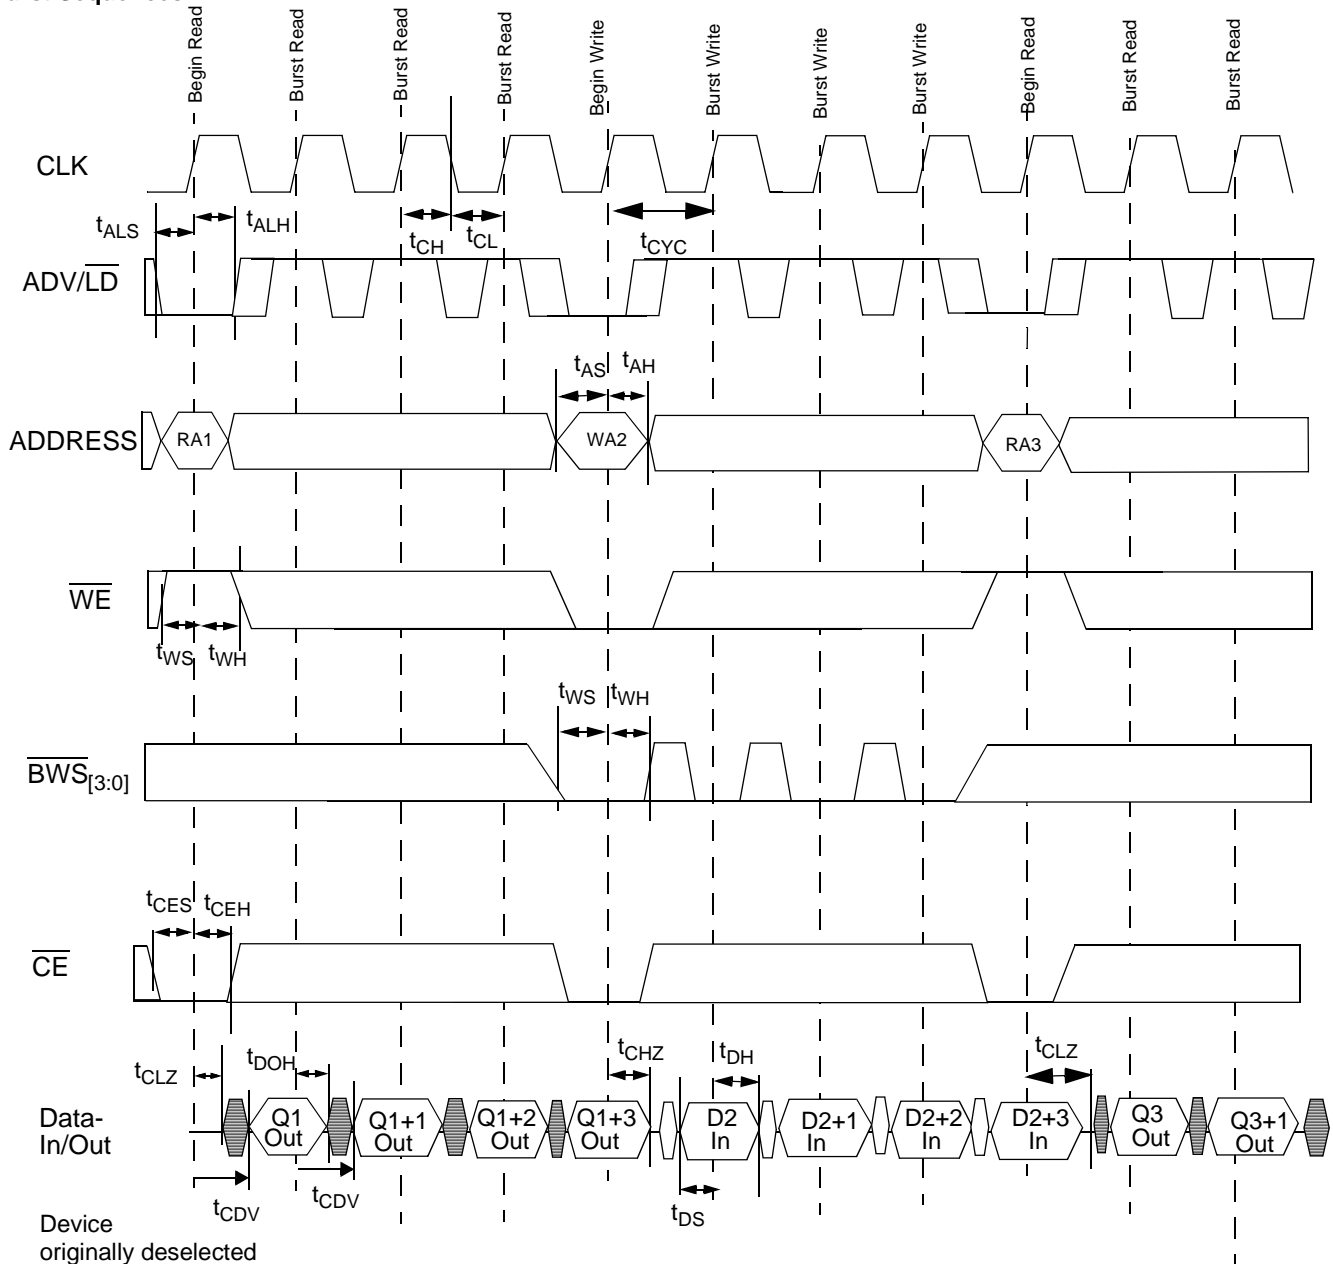 Begin Read
Burst Read
Burst Read
Burst Read
Begin Write
Burst Write
Burst Write
Burst Write
Begin Read
Burst Read
Burst Read
CLK
tALS
tALH
tCH
tCL
tCYC
ADV/LD
tAS
tAH
ADDRESS
RA1
WA2
RA3
WE
tWS
tWH
tWS
tWH
BWS[3:0]
tCES
tCEH
CE
tCLZ
tDOH
tCHZ
tDH
tCLZ
Data-
In/Out
Q1
Out
Q1+1
Out
Q1+2
Out
Q1+3
Out
D2
In
D2+1
In
D2+2
In
D2+3
In
Q3
Out
Q3+1
Out
tCDV
tCDV
tDS
Device
originally deselected